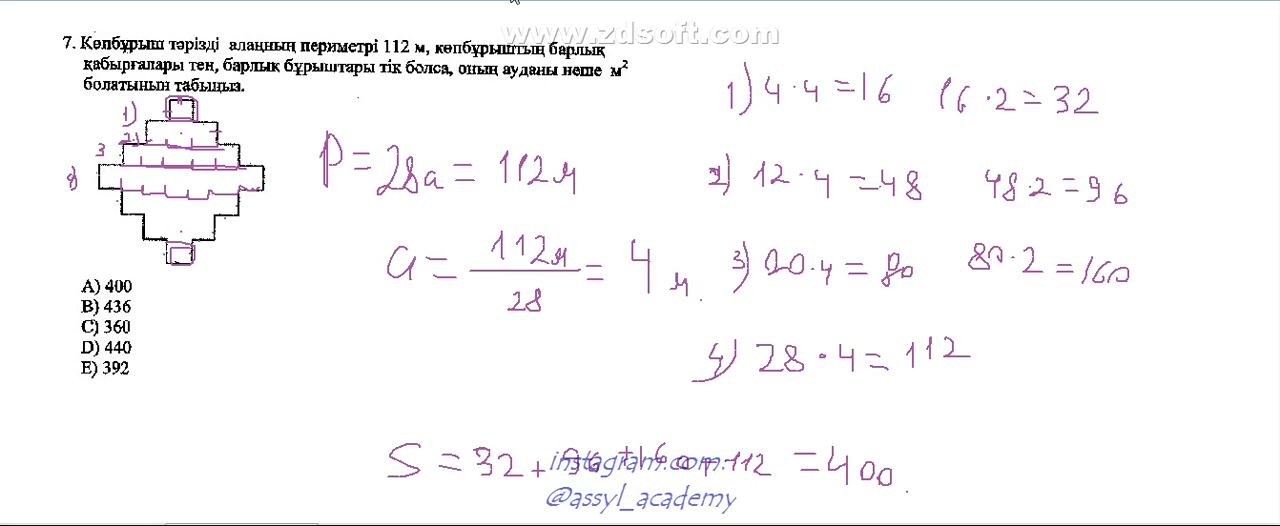 www.zdsoft.com
7. Көпбұрыш тәрізді алаңның периметрі 112 м, көпбұрыштың барлық
қабырғалары тең, барлық бұрыштары тік болса, оның ауданы неше м²
болатынын табыңыз.
1)
2)
3
A) 400
B) 436
C) 360
D) 440
E) 392
P = 28a = 112м
a = 112м / 28 = 4 м.
1) 4 · 4 = 16 16 · 2 = 32
2) 12 · 4 = 48 48 · 2 = 96
3) 20 · 4 = 80 80 · 2 = 160
4) 28 · 4 = 112
S = 32 + 96 + 160 + 112 = 400.
instagram.com:
@assyl_academy